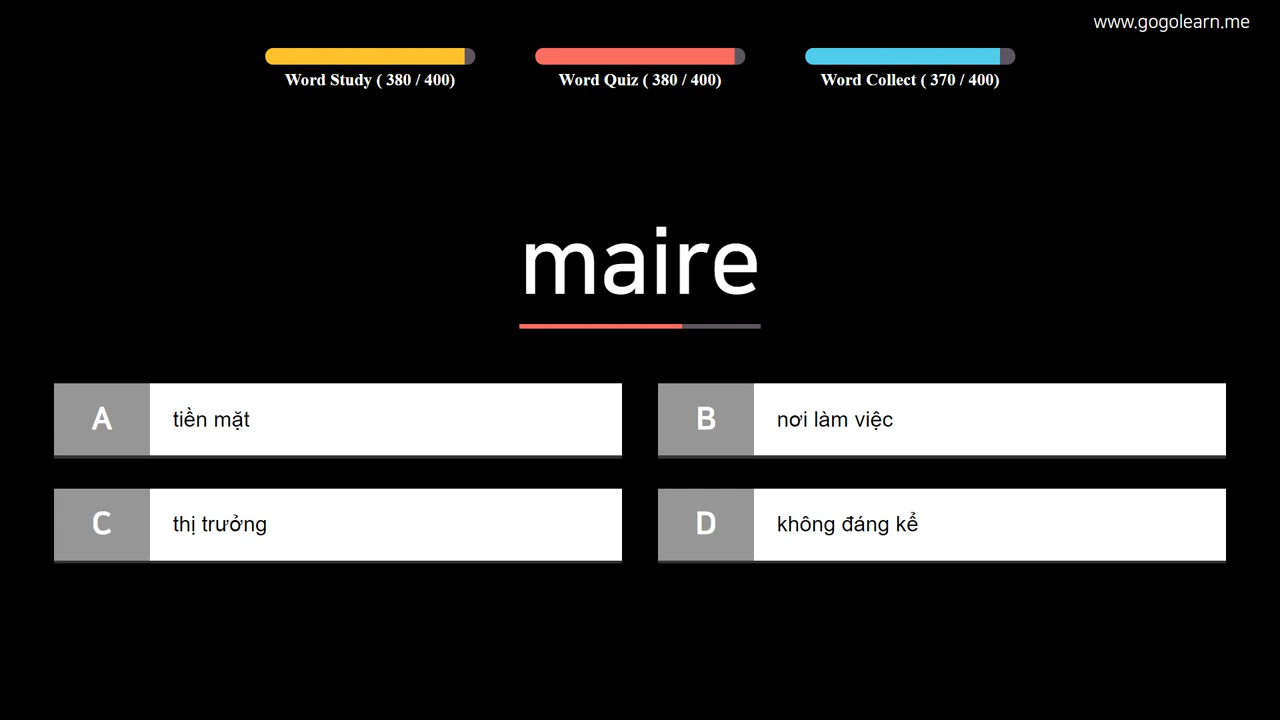 www.gogolearn.me
Word Study ( 380 / 400)
Word Quiz ( 380 / 400)
Word Collect ( 370 / 400)
maire
A tiền mặt
B nơi làm việc
C thị trưởng
D không đáng kể